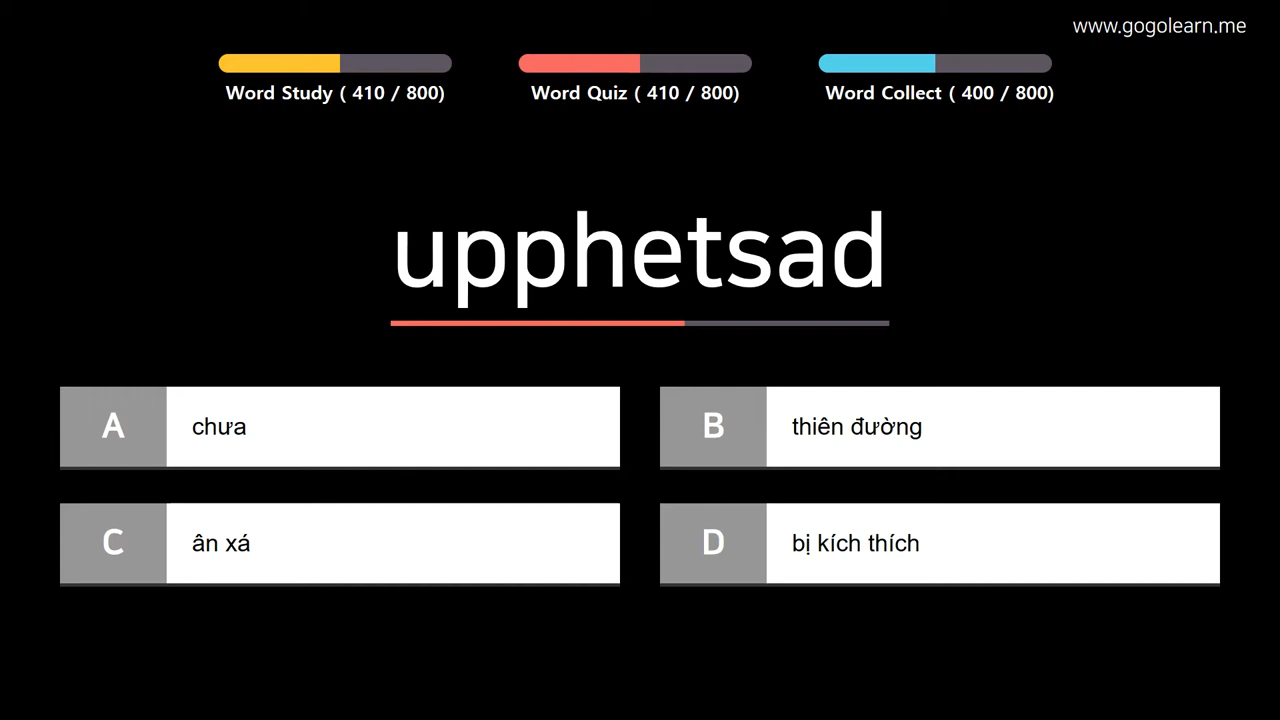 www.gogolearn.me
Word Study ( 410 / 800)
Word Quiz ( 410 / 800)
Word Collect ( 400 / 800)
upphetsad
A chưa
B thiên đường
C ân xá
D bị kích thích